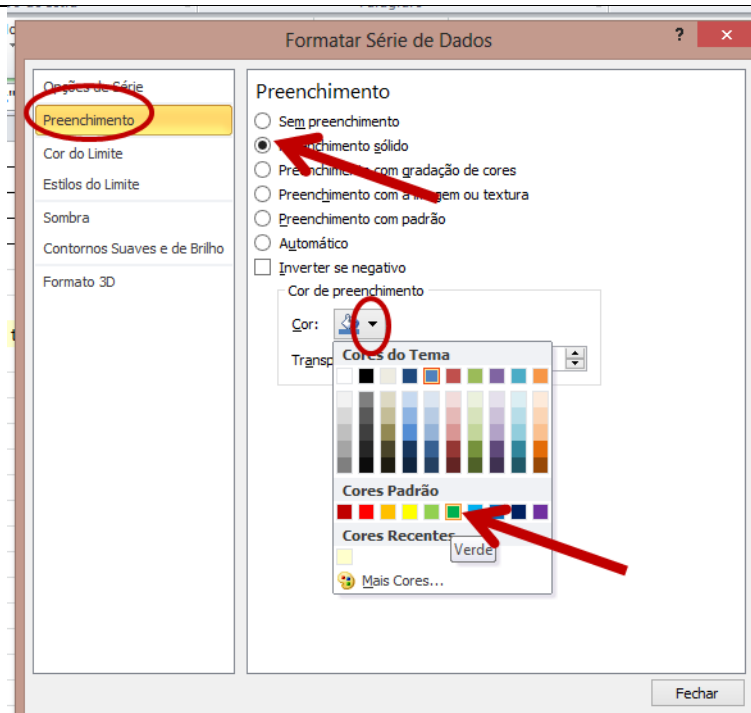 Formatar Série de Dados
?
×
Opções de Série
Preenchimento
Cor do Limite
Estilos do Limite
Sombra
Contornos Suaves e de Brilho
Formato 3D
Preenchimento
Sem preenchimento
sólido
Preenchimento com gradação de cores
Preenchimento com a imagem ou textura
Preenchimento com padrão
Automático
Inverter se negativo
Cor de preenchimento
Cor:
Transp
Cores do Tema
Cores Padrão
Cores Recentes
Verde
Mais Cores...
Fechar